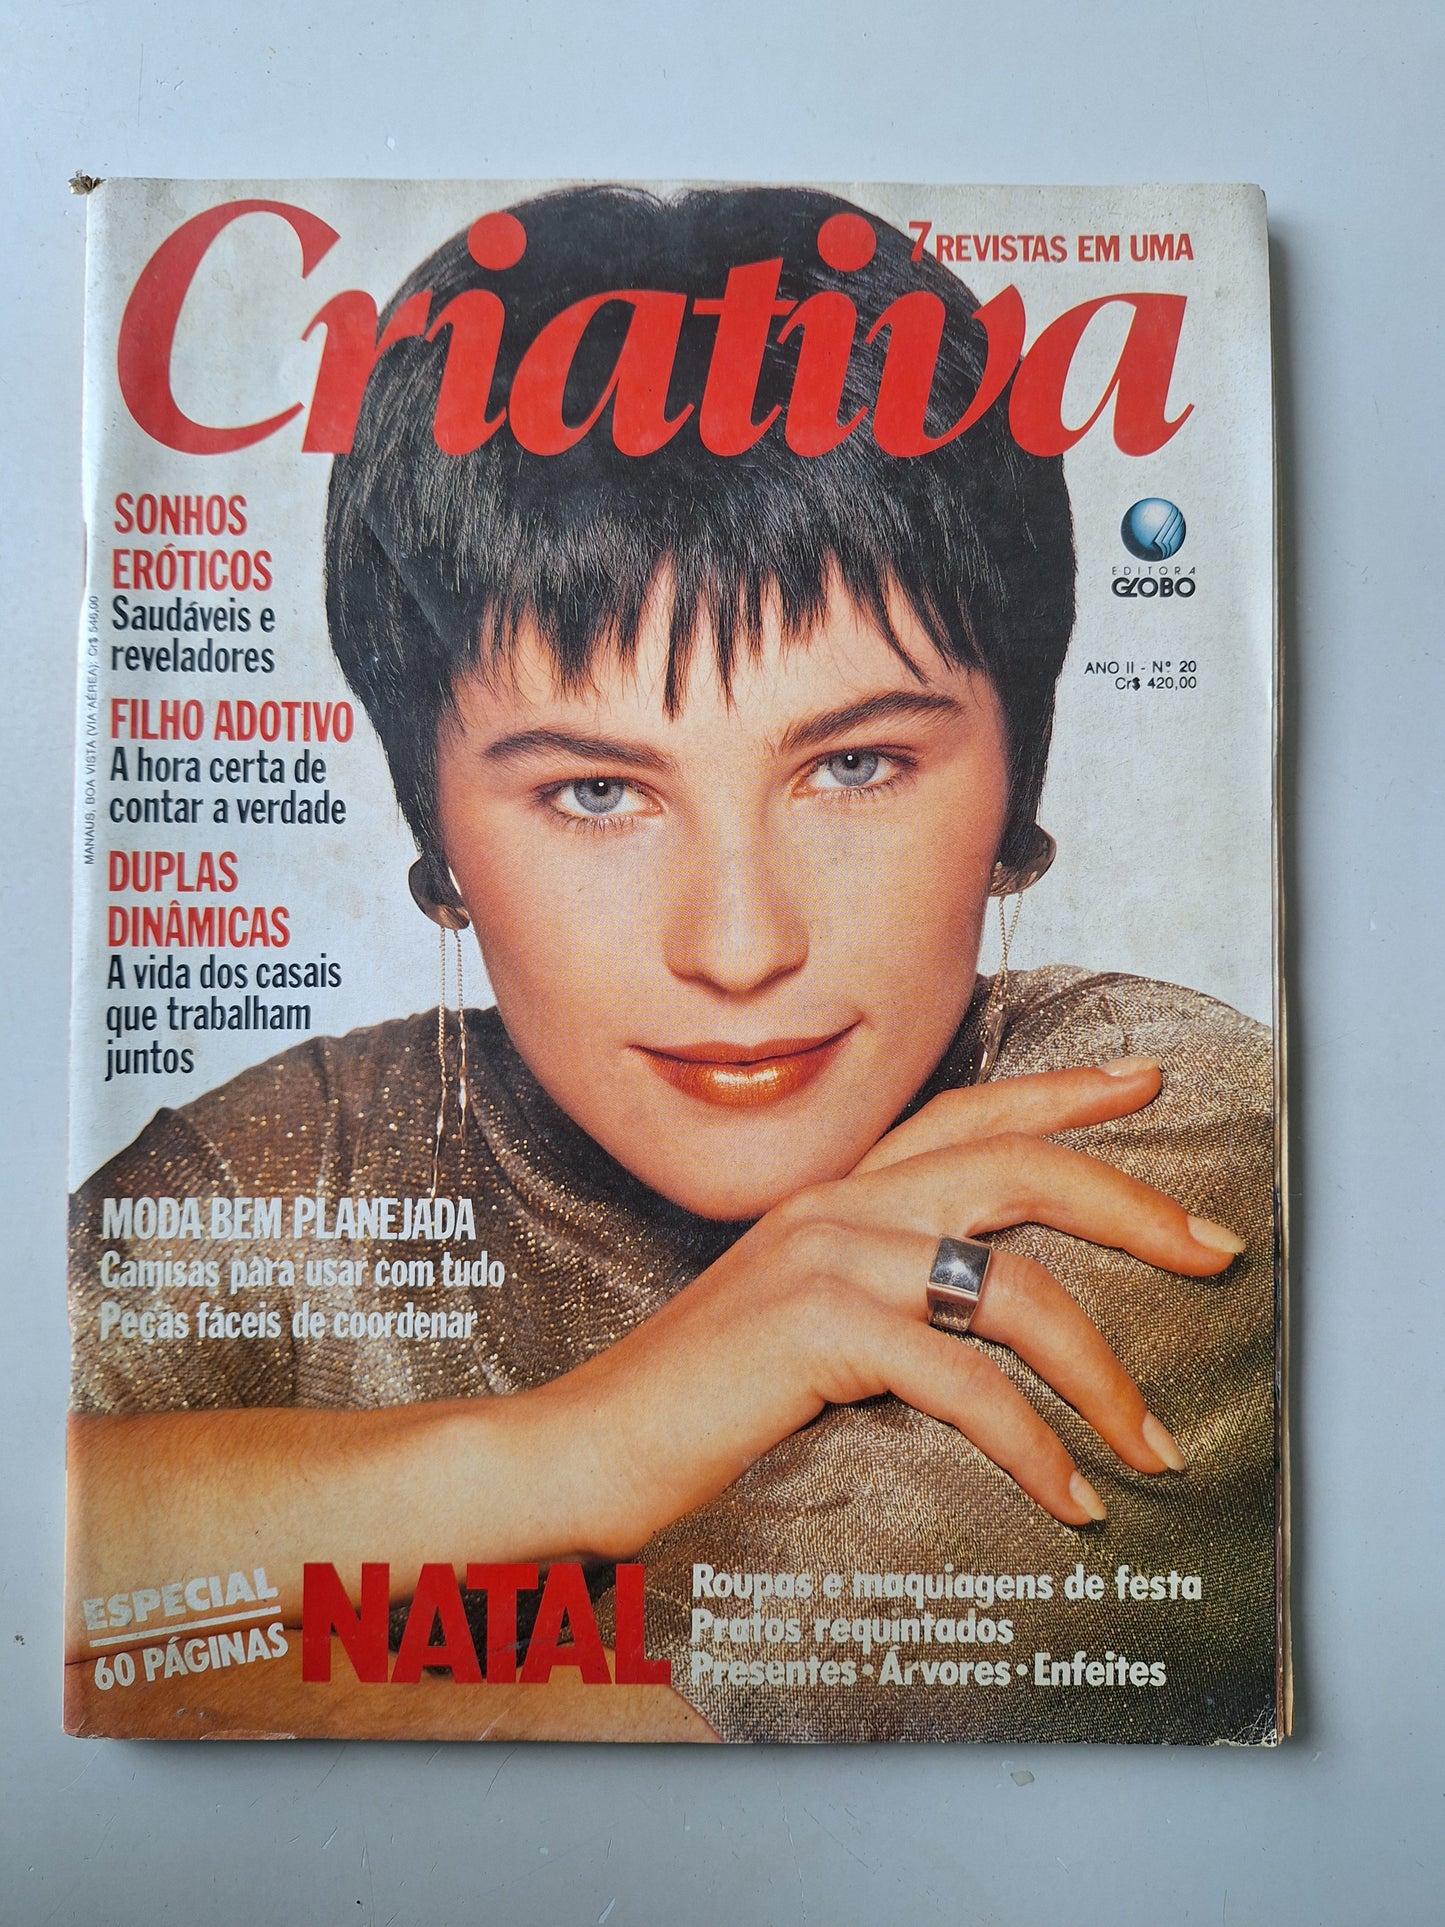 7 REVISTAS EM UMA
Criativa
EDITORA
GLOBO
ANO II - Nº 20
Cr$ 420,00
MANAUS, BOA VISTA (VIA AÉREA): Cr$ 546,00
SONHOS
ERÓTICOS
Saudáveis e
reveladores
FILHO ADOTIVO
A hora certa de
contar a verdade
DUPLAS
DINÂMICAS
A vida dos casais
que trabalham
juntos
MODA BEM PLANEJADA
Camisas para usar com tudo
Peças fáceis de coordenar
ESPECIAL
60 PÁGINAS
NATAL
Roupas e maquiagens de festa
Pratos requintados
Presentes • Árvores • Enfeites